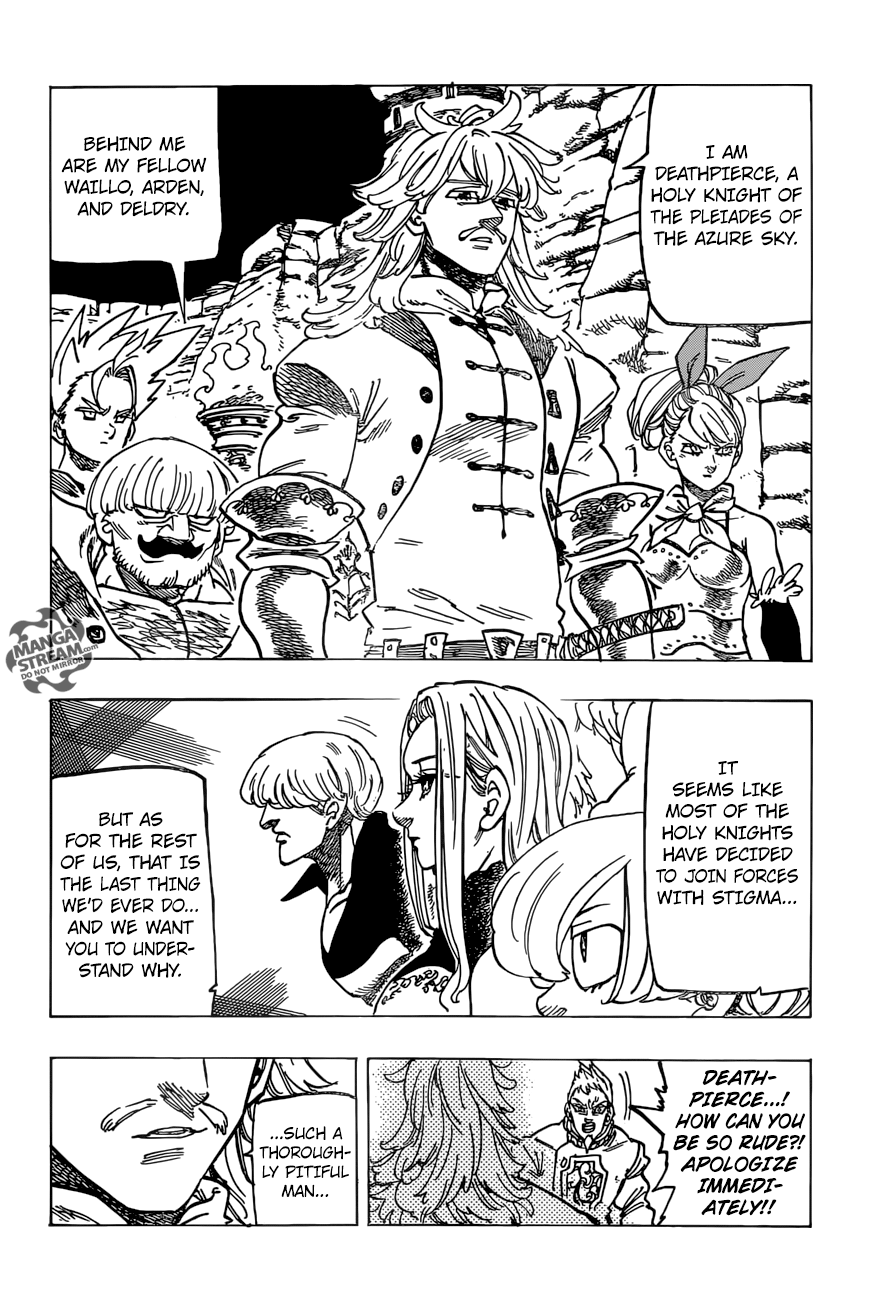 I AM
DEATHPIERCE, A
HOLY KNIGHT OF
THE PLEIADES OF
THE AZURE SKY.
BEHIND ME
ARE MY FELLOW
WAILLO, ARDEN,
AND DELDRY.
MANGA
STREAM.com
DO NOT MIRROR
IT
SEEMS LIKE
MOST OF THE
HOLY KNIGHTS
HAVE DECIDED
TO JOIN FORCES
WITH STIGMA...
BUT AS
FOR THE REST
OF US, THAT IS
THE LAST THING
WE'D EVER DO...
AND WE WANT
YOU TO UNDER-
STAND WHY.
DEATH-
PIERCE...!
HOW CAN YOU
BE SO RUDE?!
APOLOGIZE
IMMEDI-
ATELY!!
...SUCH A
THOROUGH-
LY PITIFUL
MAN...